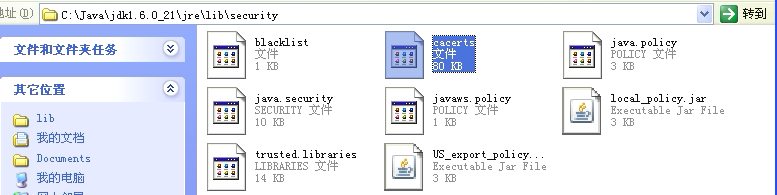 地址(D) C:\Java\jdk1.6.0_21\jre\lib\security 转到
文件和文件夹任务
其它位置
lib
我的文档
Documents
我的电脑
blacklist
文件
1 KB
cacerts
文件
80 KB
java.policy
POLICY 文件
3 KB
java.security
SECURITY 文件
10 KB
javaws.policy
POLICY 文件
1 KB
local_policy.jar
Executable Jar File
3 KB
trusted.libraries
LIBRARIES 文件
14 KB
US_export_policy...
Executable Jar File
3 KB